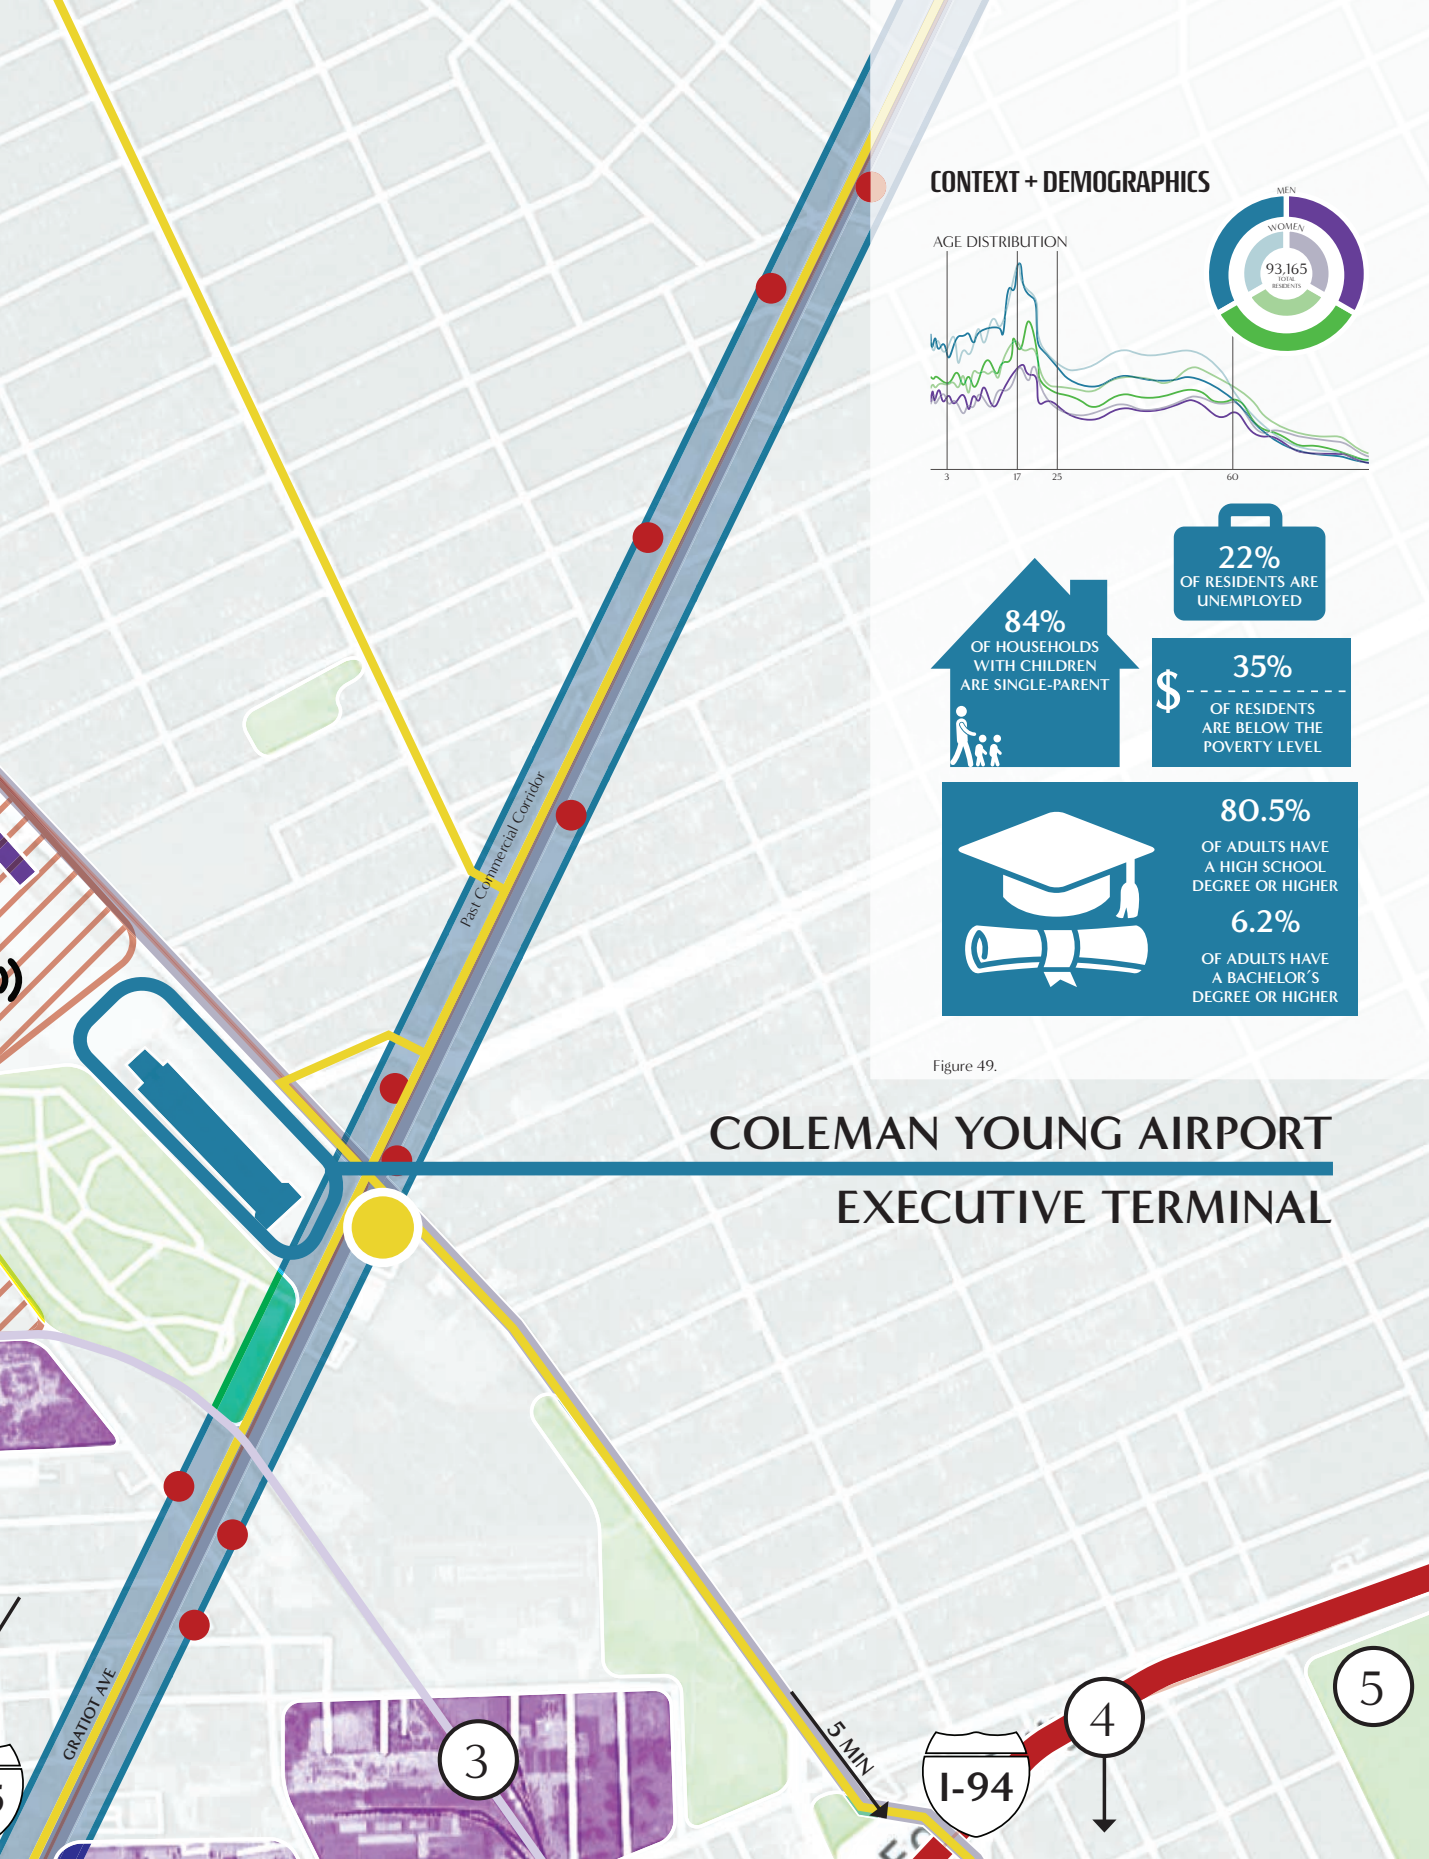 CONTEXT + DEMOGRAPHICS
MEN
WOMEN
93,165
TOTAL
RESIDENTS
AGE DISTRIBUTION
3
17
25
60
22%
OF RESIDENTS ARE
UNEMPLOYED
84%
OF HOUSEHOLDS
WITH CHILDREN
ARE SINGLE-PARENT
$
35%
OF RESIDENTS
ARE BELOW THE
POVERTY LEVEL
80.5%
OF ADULTS HAVE
A HIGH SCHOOL
DEGREE OR HIGHER
6.2%
OF ADULTS HAVE
A BACHELOR'S
DEGREE OR HIGHER
Figure 49.
Past Commercial Corridor
COLEMAN YOUNG AIRPORT
EXECUTIVE TERMINAL
GRATIOT AVE
3
5 MIN
I-94
4
5